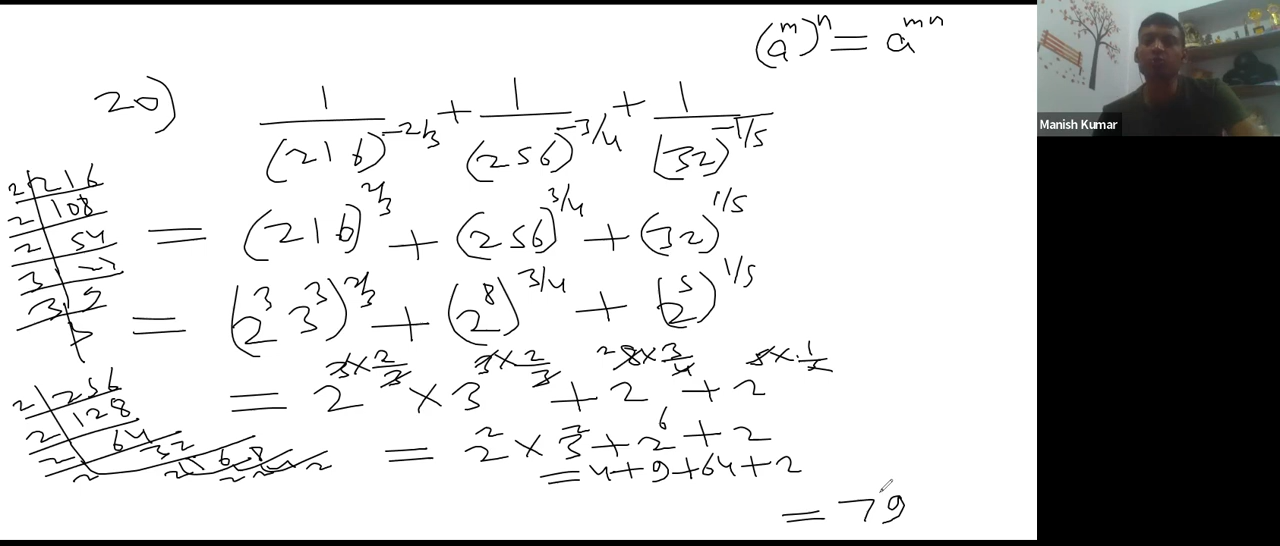 (a^m)^n = a^mn
20) 1/(216)^-2/3 + 1/(256)^-3/4 + 1/(32)^-1/5
= (216)^2/3 + (256)^3/4 + (32)^1/5
= (2^3 3^3)^2/3 + (2^8)^3/4 + (2^5)^1/5
= 2^3×2/3 × 3^3×2/3 + 2^8×3/4 + 2^5×1/5
= 2^2 × 3^2 + 2^6 + 2
= 4 + 9 + 64 + 2
= 79
2 216
2 108
2 54
3 27
3 9
2 256
2 128
2 64
2 32
Manish Kumar